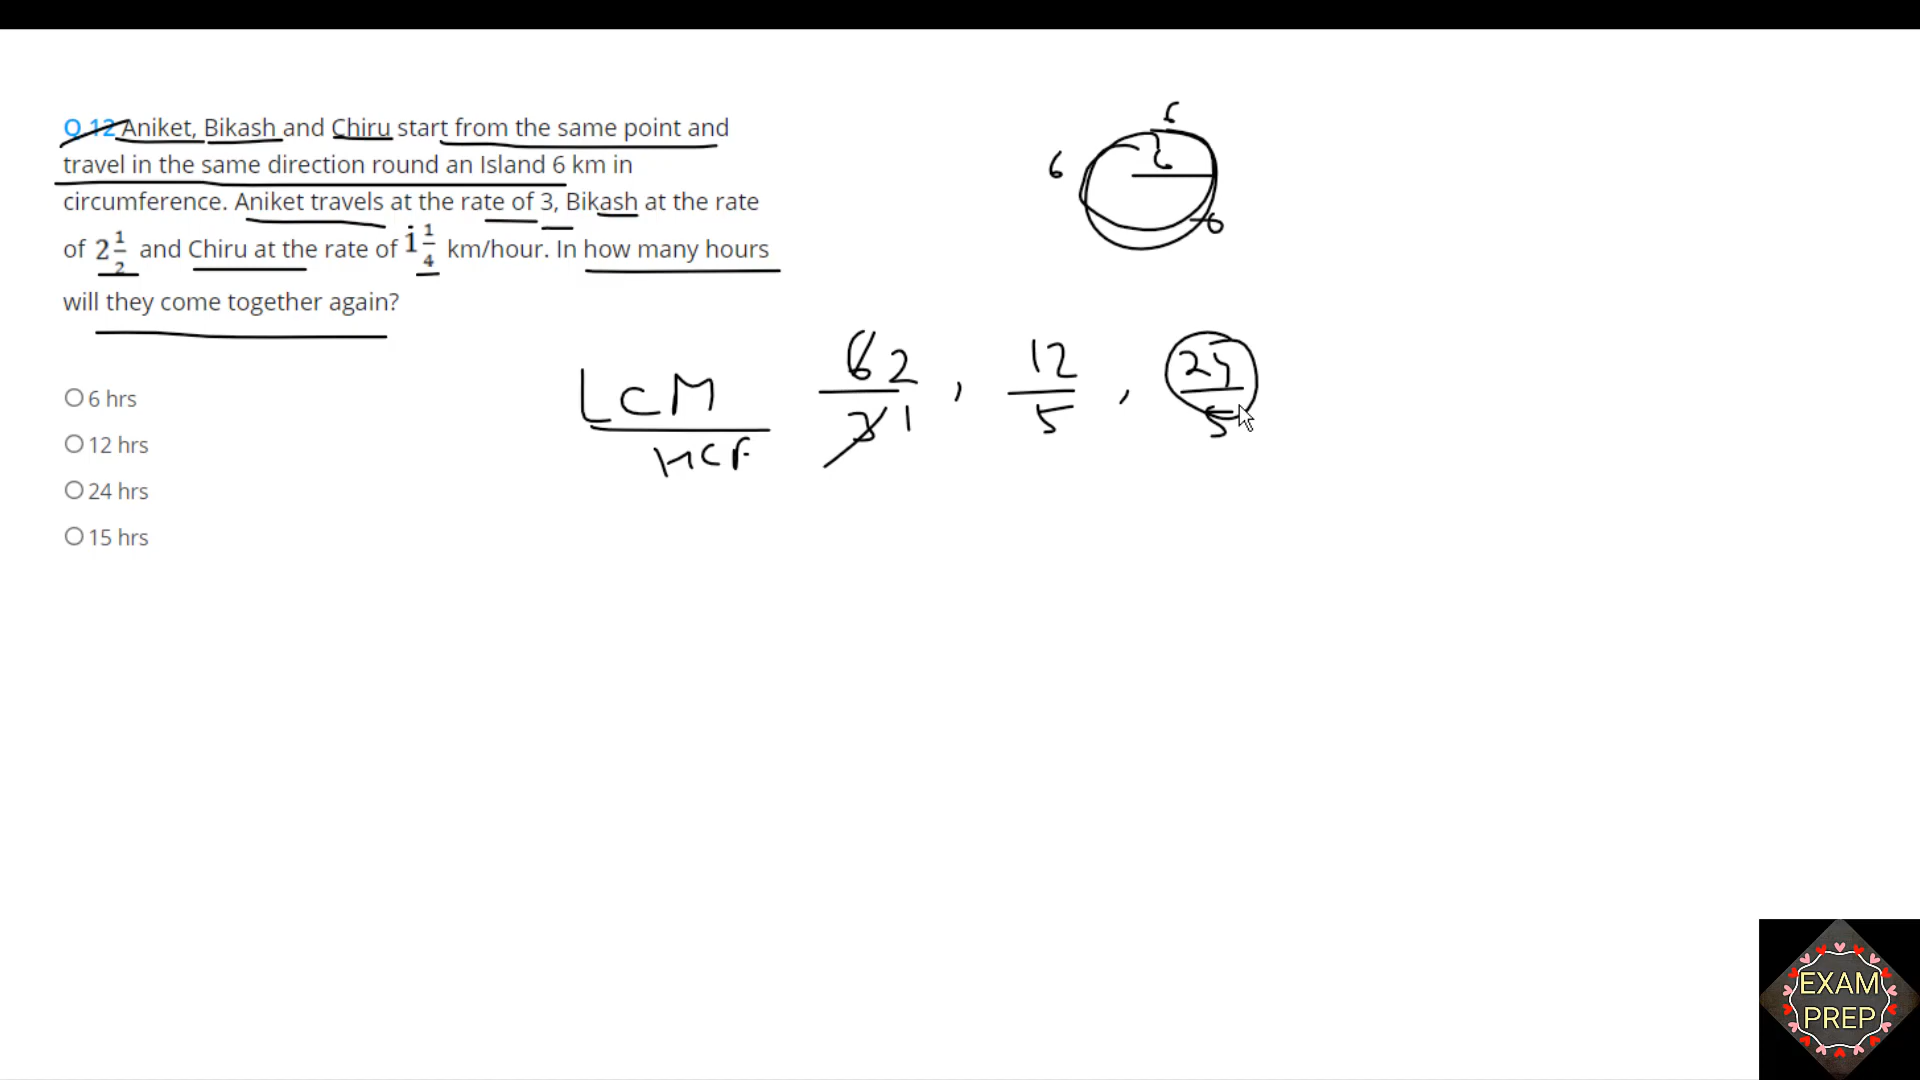 Q.12 Aniket, Bikash and Chiru start from the same point and
travel in the same direction round an Island 6 km in
circumference. Aniket travels at the rate of 3, Bikash at the rate
of 2 1/2 and Chiru at the rate of 1 1/4 km/hour. In how many hours
will they come together again?
6 hrs
12 hrs
24 hrs
15 hrs
6
6
6
6
LCM
HCF
6 2 / 3 1 , 12 / 5 , 24 / 5
EXAM
PREP